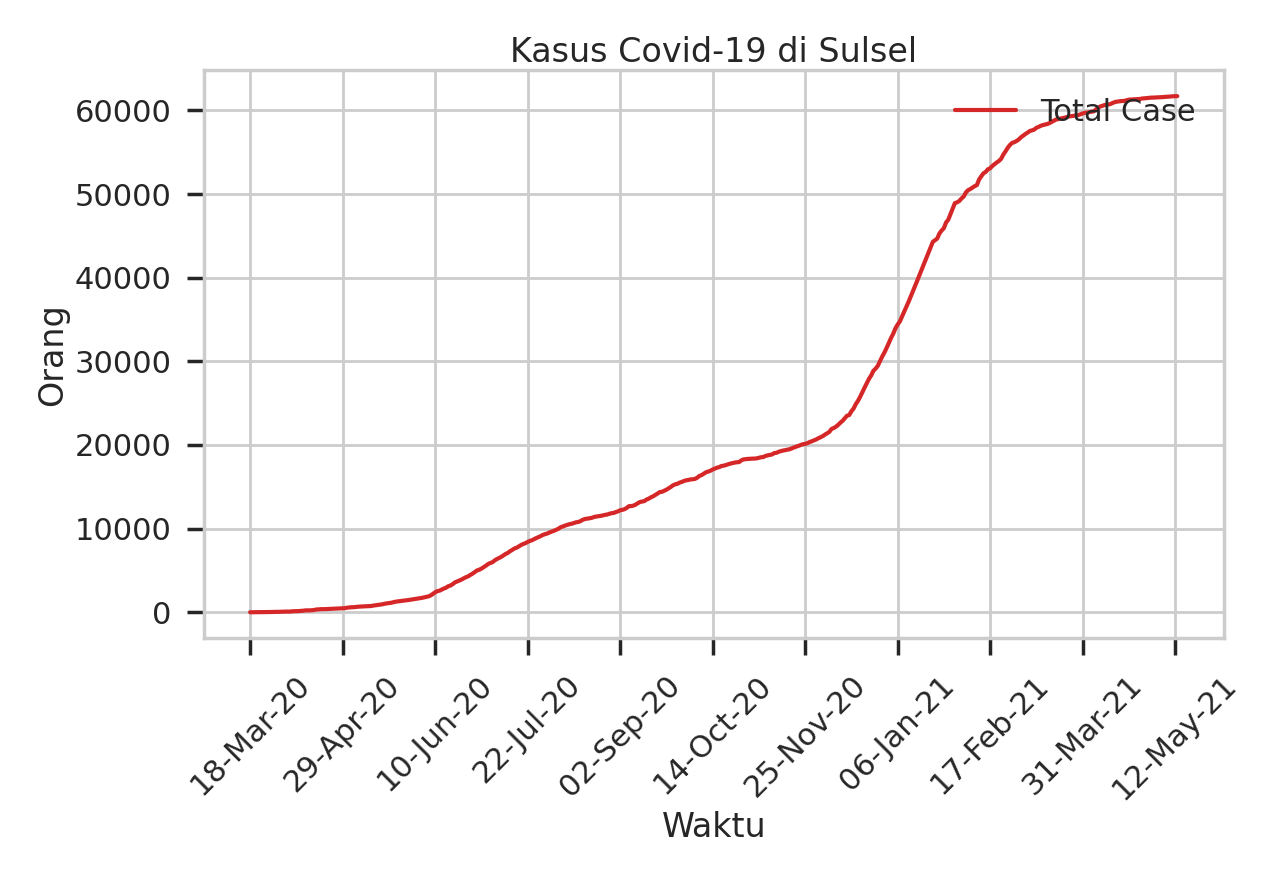 Kasus Covid-19 di Sulsel
Total Case
60000
50000
40000
30000
20000
10000
0
Orang
18-Mar-20
29-Apr-20
10-Jun-20
22-Jul-20
02-Sep-20
14-Oct-20
25-Nov-20
06-Jan-21
17-Feb-21
31-Mar-21
12-May-21
Waktu